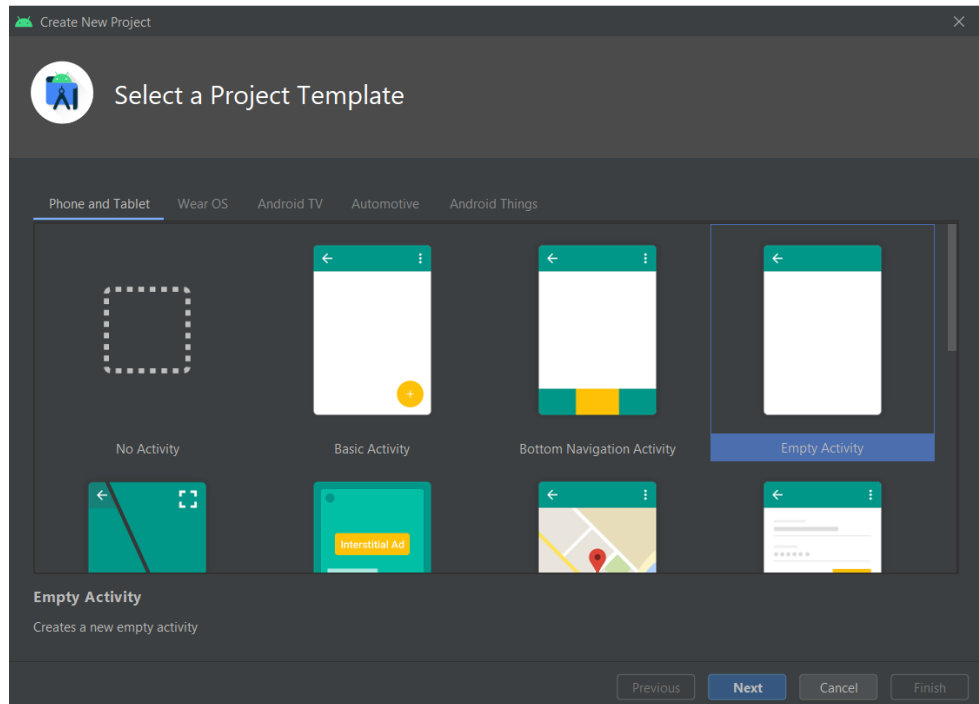 Create New Project
Select a Project Template
Phone and Tablet Wear OS Android TV Automotive Android Things
No Activity Basic Activity Bottom Navigation Activity Empty Activity
Interstitial Ad
Empty Activity
Creates a new empty activity
Previous Next Cancel Finish